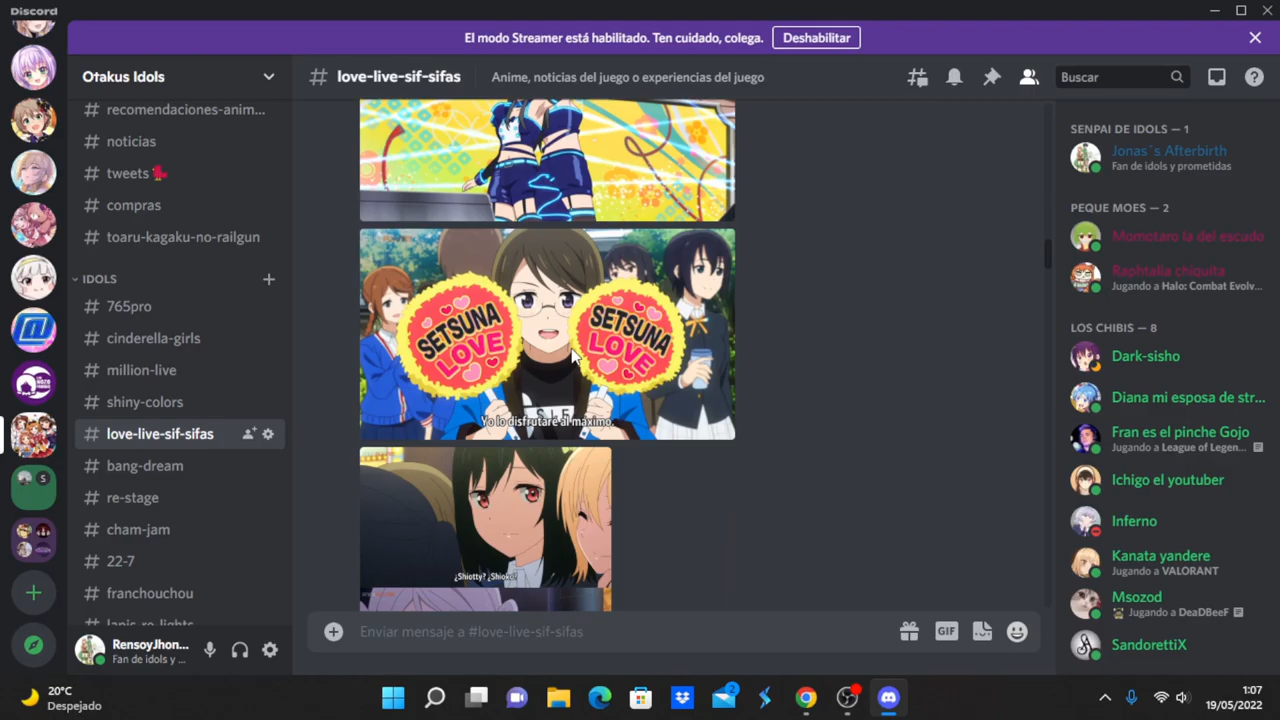 Discord
El modo Streamer está habilitado. Ten cuidado, colega.
Deshabilitar
Otakus Idols
love-live-sif-sifas
Anime, noticias del juego o experiencias del juego
Buscar
recomendaciones-anim...
noticias
tweets
compras
toaru-kagaku-no-railgun
IDOLS
765pro
cinderella-girls
million-live
shiny-colors
love-live-sif-sifas
bang-dream
re-stage
cham-jam
22-7
franchouchou
lapis-re-lights
RensoyJhon...
Fan de idols y ...
SETSUNA
LOVE
SETSUNA
LOVE
Yo lo disfrutaré al máximo.
¿Shiotty? ¿Shioko?
Enviar mensaje a #love-live-sif-sifas
GIF
SENPAI DE IDOLS — 1
Jonas´s Afterbirth
Fan de idols y prometidas
PEQUE MOES — 2
Momotaro la del escudo
Raphtalia chiquita
Jugando a Halo: Combat Evolv...
LOS CHIBIS — 8
Dark-sisho
Diana mi esposa de str...
Fran es el pinche Gojo
Jugando a League of Legen...
Ichigo el youtuber
Inferno
Kanata yandere
Jugando a VALORANT
Msozod
Jugando a DeaDBeeF
SandorettiX
20°C
Despejado
2
1:07
19/05/2022